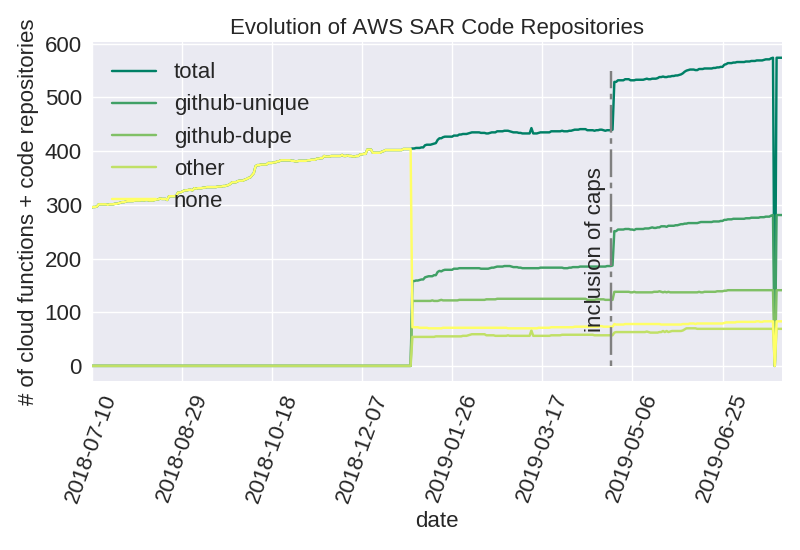 Evolution of AWS SAR Code Repositories
# of cloud functions + code repositories
600
500
400
300
200
100
0
total
github-unique
github-dupe
other
none
inclusion of caps
2018-07-10
2018-08-29
2018-10-18
2018-12-07
2019-01-26
2019-03-17
2019-05-06
2019-06-25
date